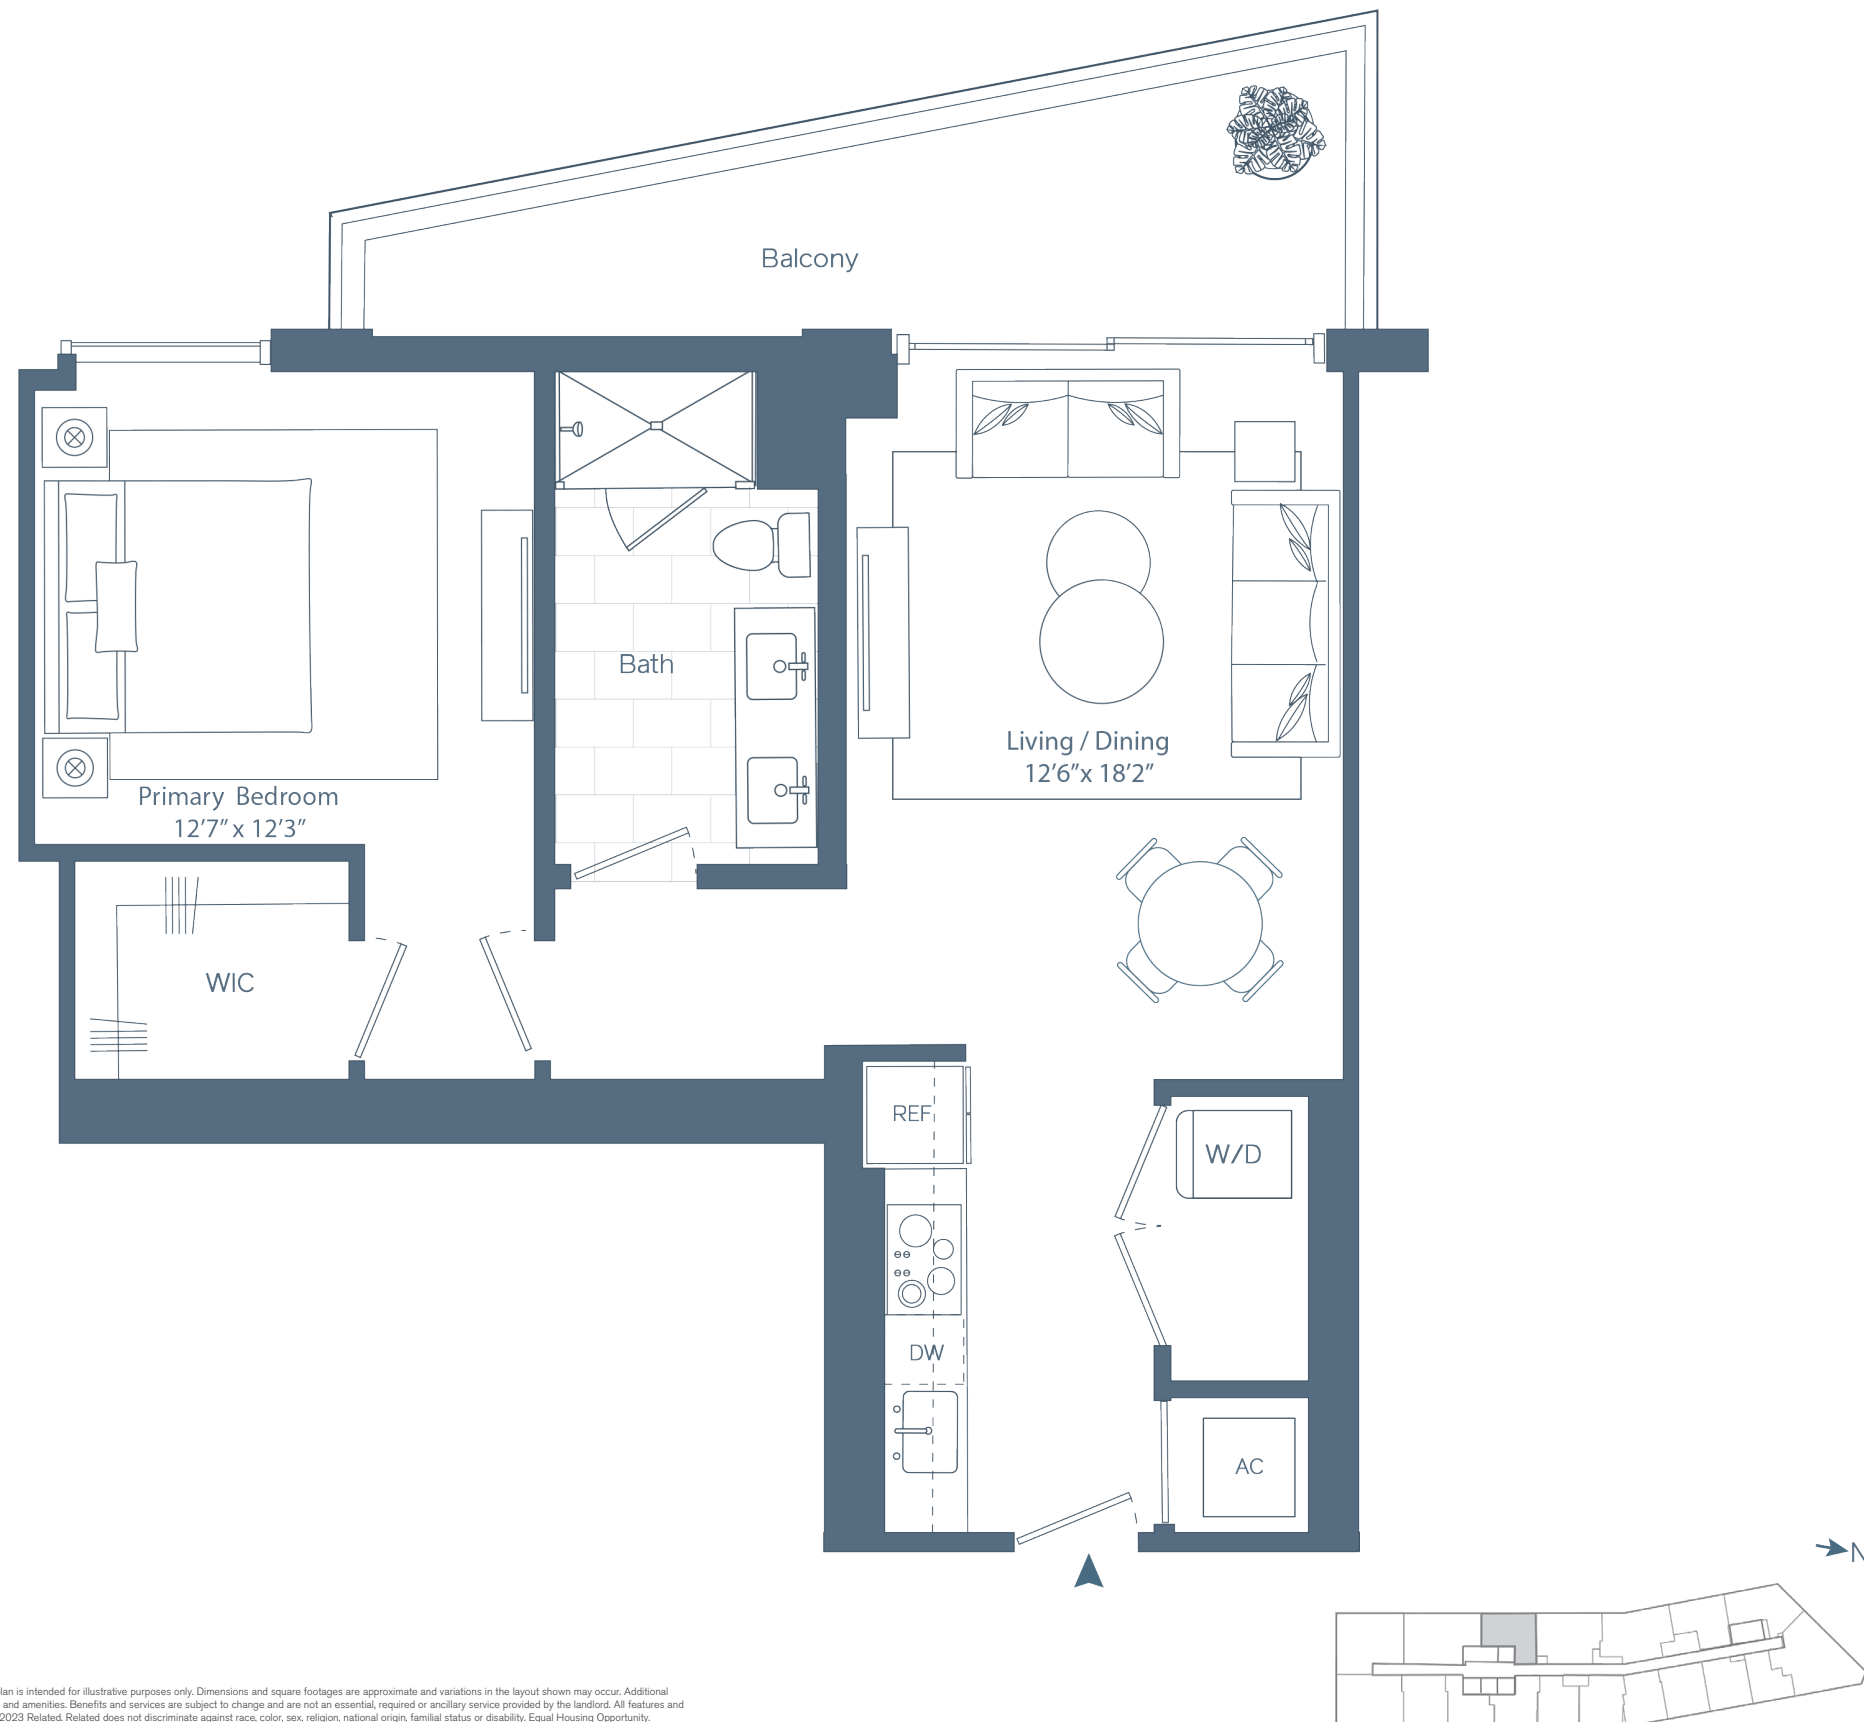 Balcony
Bath
Living / Dining
12’6” x 18’2”
Primary Bedroom
12’7” x 12’3”
WIC
REF
W/D
DW
AC
N
lan is intended for illustrative purposes only. Dimensions and square footages are approximate and variations in the layout shown may occur. Additional
and amenities. Benefits and services are subject to change and are not an essential, required or ancillary service provided by the landlord. All features and
2023 Related. Related does not discriminate against race, color, sex, religion, national origin, familial status or disability. Equal Housing Opportunity.